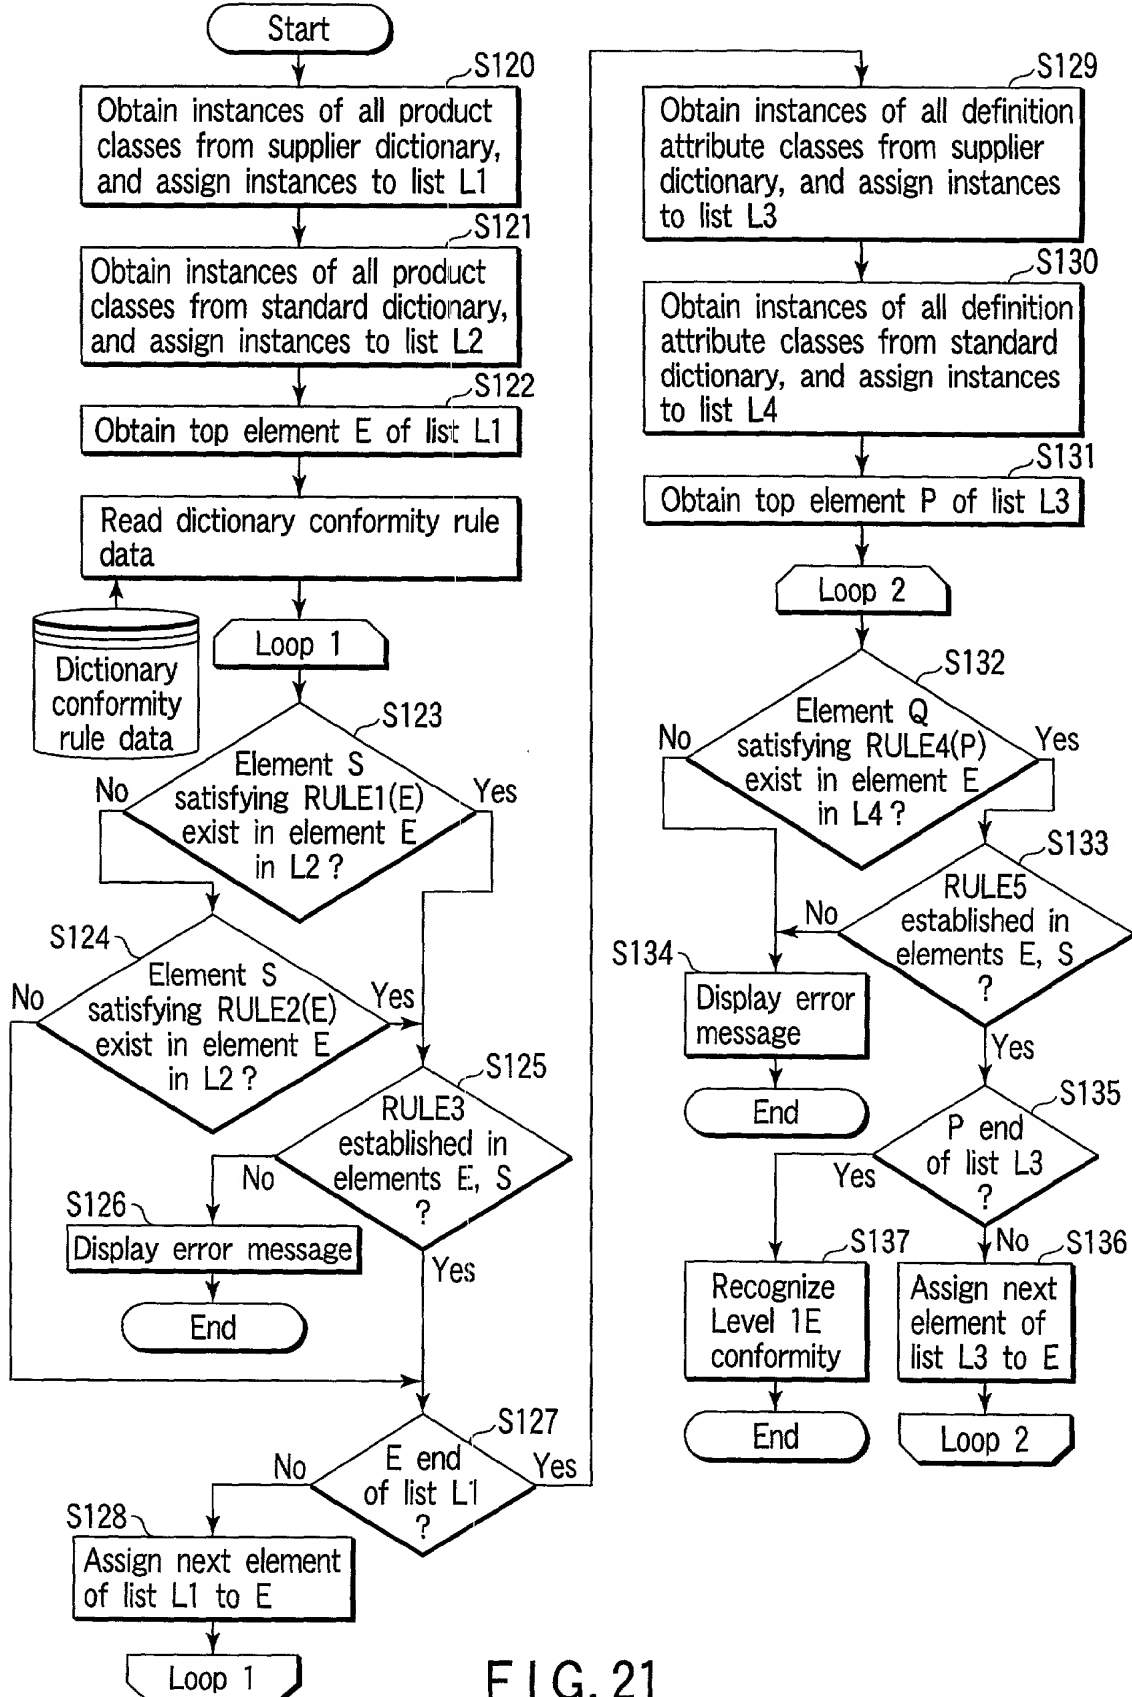 Start
S120
Obtain instances of all product
classes from supplier dictionary,
and assign instances to list L1
S121
Obtain instances of all product
classes from standard dictionary,
and assign instances to list L2
S122
Obtain top element E of list L1
Read dictionary conformity rule
data
Dictionary
conformity
rule data
Loop 1
S123
Element S
satisfying RULE1(E)
exist in element E
in L2 ?
No
Yes
S124
Element S
satisfying RULE2(E)
exist in element E
in L2 ?
No
Yes
S125
RULE3
established in
elements E, S
?
No
Yes
S126
Display error message
End
S127
E end
of list L1
?
No
Yes
S128
Assign next element
of list L1 to E
Loop 1
S129
Obtain instances of all definition
attribute classes from supplier
dictionary, and assign instances
to list L3
S130
Obtain instances of all definition
attribute classes from standard
dictionary, and assign instances
to list L4
S131
Obtain top element P of list L3
Loop 2
S132
Element Q
satisfying RULE4(P)
exist in element E
in L4 ?
No
Yes
S133
RULE5
established in
elements E, S
?
No
Yes
S134
Display error
message
End
S135
P end
of list L3
?
Yes
No
S137
Recognize
Level 1E
conformity
End
S136
Assign next
element of
list L3 to E
Loop 2
FIG. 21